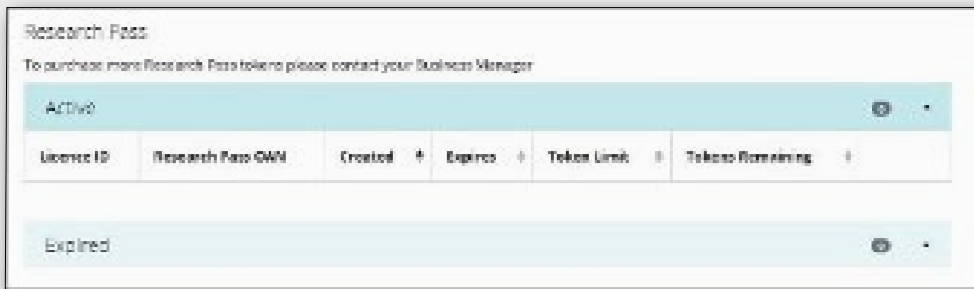 Research Pass
To purchase more Research Pass tokens please contact your Business Manager
Active
Licence ID Research Pass OWN Created Expires Token Limit Tokens Remaining
Expired